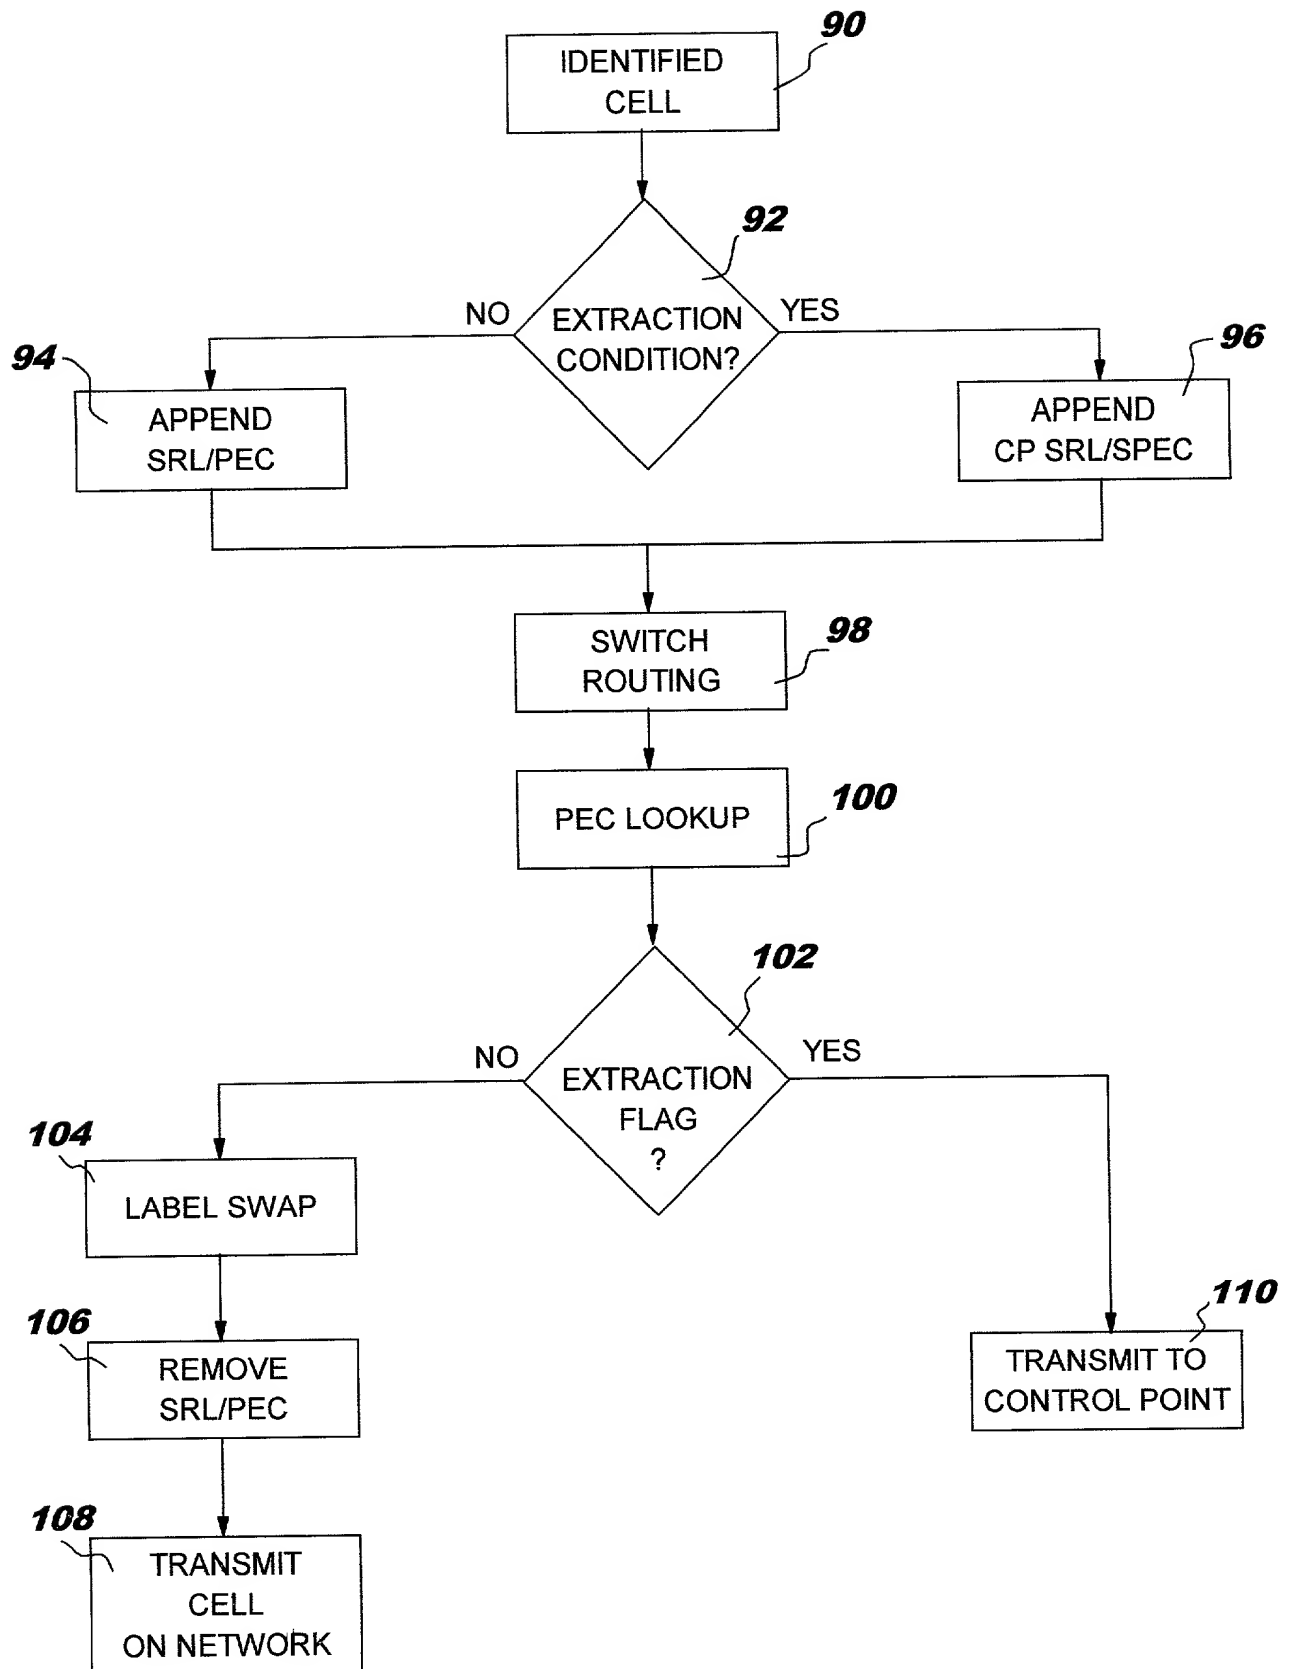 90
IDENTIFIED
CELL
92
NO
YES
EXTRACTION
CONDITION?
94
96
APPEND
SRL/PEC
APPEND
CP SRL/SPEC
98
SWITCH
ROUTING
100
PEC LOOKUP
102
NO
YES
EXTRACTION
FLAG
?
104
LABEL SWAP
106
REMOVE
SRL/PEC
110
TRANSMIT TO
CONTROL POINT
108
TRANSMIT
CELL
ON NETWORK